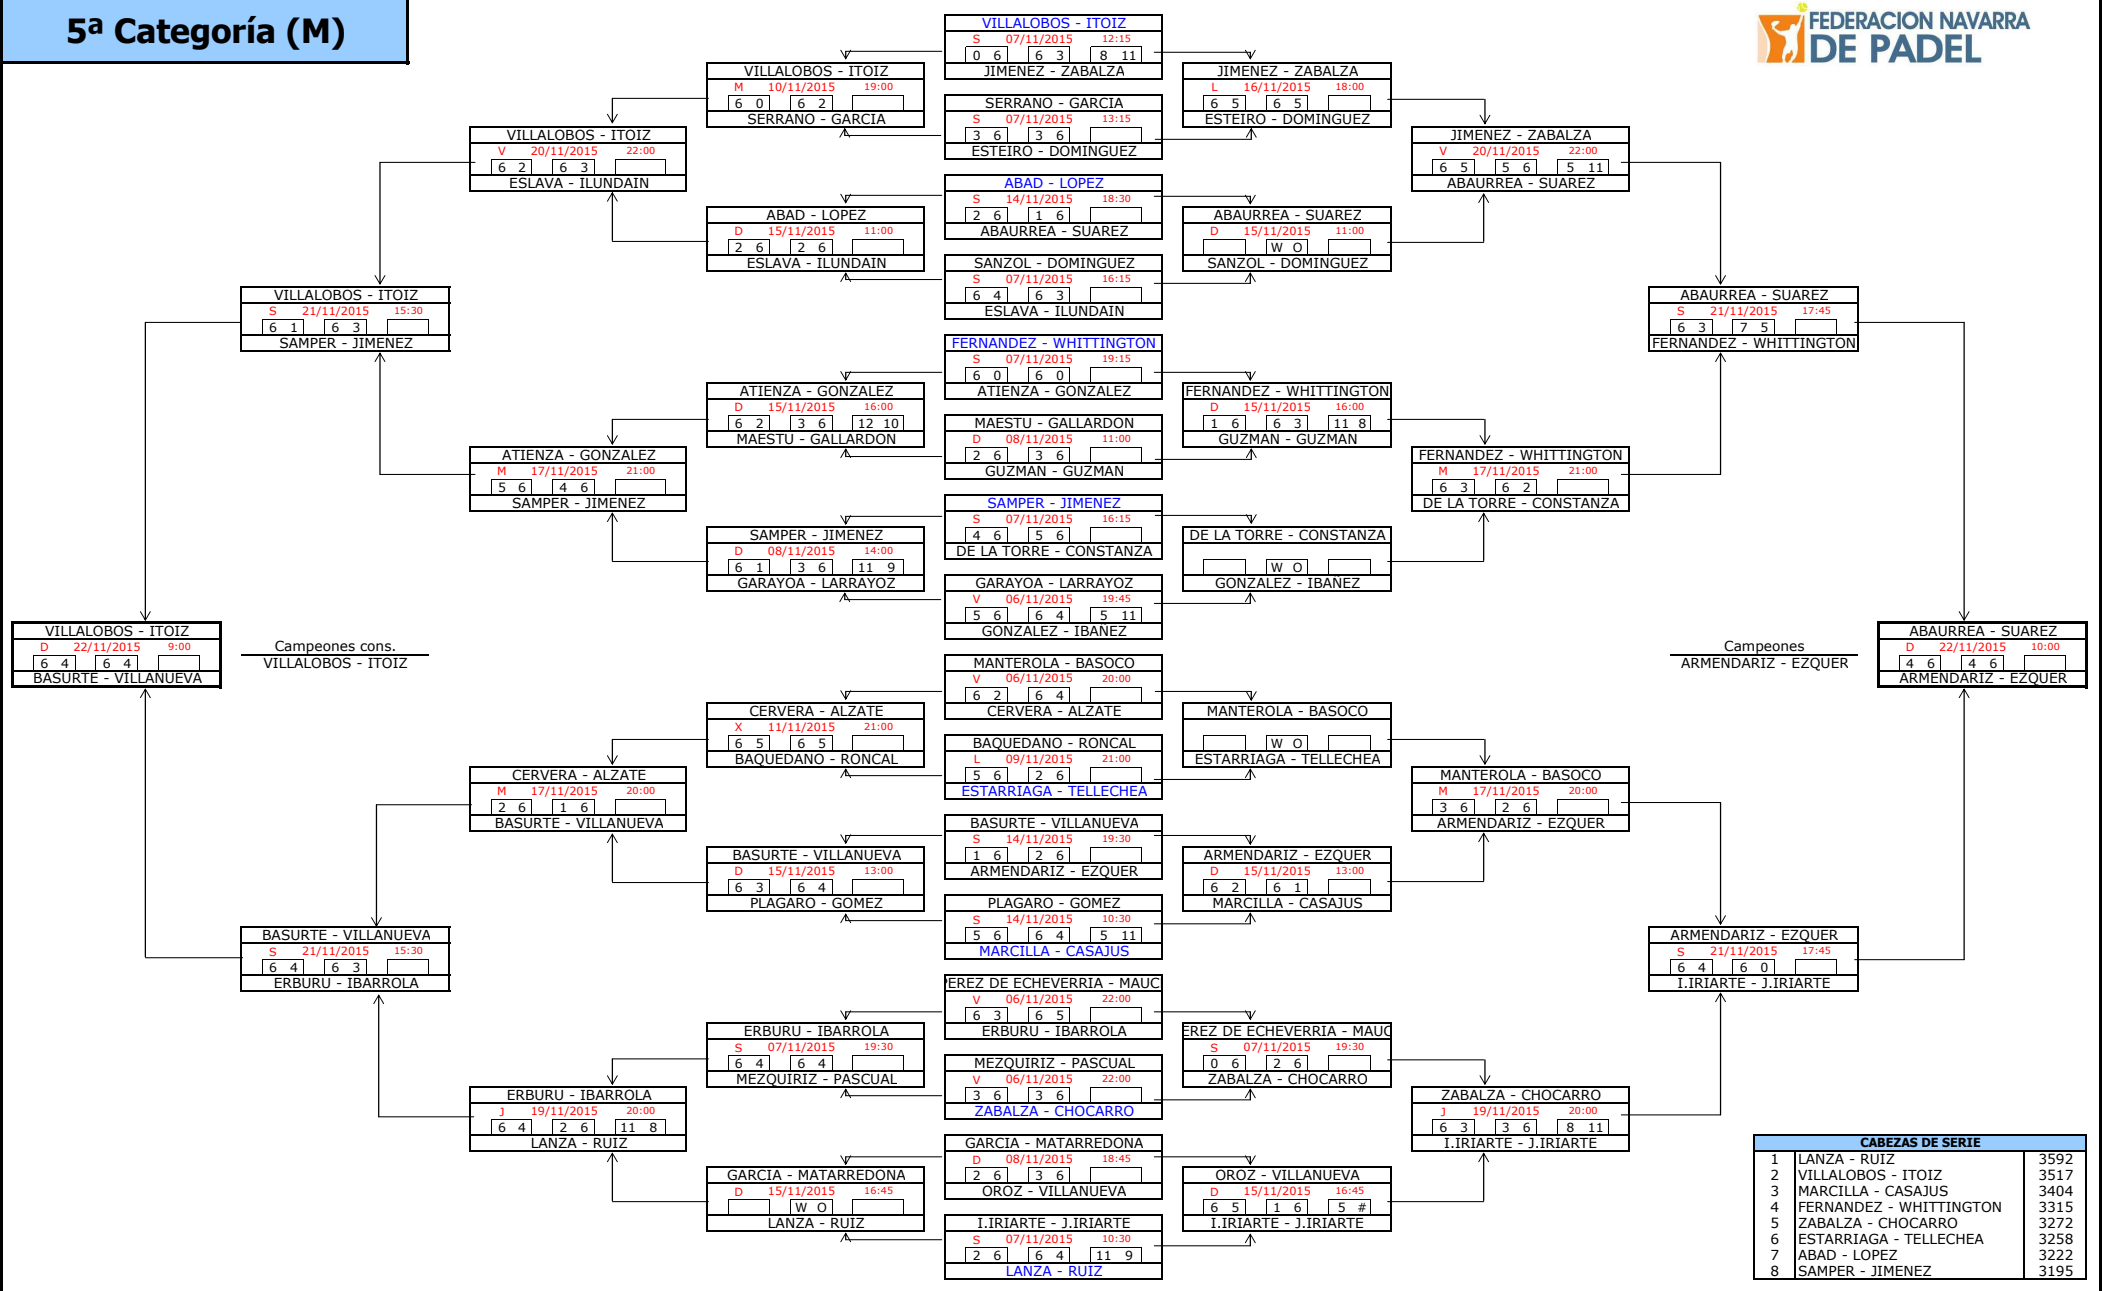 5ª Categoría (M)
FEDERACION NAVARRA
DE PADEL
VILLALOBOS - ITOIZ
D 22/11/2015 9:00
6 4 6 4
BASURTE - VILLANUEVA
Campeones cons.
VILLALOBOS - ITOIZ
VILLALOBOS - ITOIZ
S 21/11/2015 15:30
6 1 6 3
SAMPER - JIMENEZ
BASURTE - VILLANUEVA
S 21/11/2015 15:30
6 4 6 3
ERBURU - IBARROLA
VILLALOBOS - ITOIZ
V 20/11/2015 22:00
6 2 6 3
ESLAVA - ILUNDAIN
ATIENZA - GONZALEZ
M 17/11/2015 21:00
5 6 4 6
SAMPER - JIMENEZ
CERVERA - ALZATE
M 17/11/2015 20:00
2 6 1 6
BASURTE - VILLANUEVA
ERBURU - IBARROLA
J 19/11/2015 20:00
6 4 2 6 11 8
LANZA - RUIZ
VILLALOBOS - ITOIZ
M 10/11/2015 19:00
6 0 6 2
SERRANO - GARCIA
ABAD - LOPEZ
D 15/11/2015 11:00
2 6 2 6
ESLAVA - ILUNDAIN
ATIENZA - GONZALEZ
D 15/11/2015 16:00
6 2 3 6 12 10
MAESTU - GALLARDON
SAMPER - JIMENEZ
D 08/11/2015 14:00
6 1 3 6 11 9
GARAYOA - LARRAYOZ
CERVERA - ALZATE
X 11/11/2015 21:00
6 5 6 5
BAQUEDANO - RONCAL
BASURTE - VILLANUEVA
D 15/11/2015 13:00
6 3 6 4
PLAGARO - GOMEZ
ERBURU - IBARROLA
S 07/11/2015 19:30
6 4 6 4
MEZQUIRIZ - PASCUAL
GARCIA - MATARREDONA
D 15/11/2015 16:45
W O
LANZA - RUIZ
VILLALOBOS - ITOIZ
S 07/11/2015 12:15
0 6 6 3 8 11
JIMENEZ - ZABALZA
SERRANO - GARCIA
S 07/11/2015 13:15
3 6 3 6
ESTEIRO - DOMINGUEZ
ABAD - LOPEZ
S 14/11/2015 18:30
2 6 1 6
ABAURREA - SUAREZ
SANZOL - DOMINGUEZ
S 07/11/2015 16:15
6 4 6 3
ESLAVA - ILUNDAIN
FERNANDEZ - WHITTINGTON
S 07/11/2015 19:15
6 0 6 0
ATIENZA - GONZALEZ
MAESTU - GALLARDON
D 08/11/2015 11:00
2 6 3 6
GUZMAN - GUZMAN
SAMPER - JIMENEZ
S 07/11/2015 16:15
4 6 5 6
DE LA TORRE - CONSTANZA
GARAYOA - LARRAYOZ
V 06/11/2015 19:45
5 6 6 4 5 11
GONZALEZ - IBAÑEZ
MANTEROLA - BASOCO
V 06/11/2015 20:00
6 2 6 4
CERVERA - ALZATE
BAQUEDANO - RONCAL
L 09/11/2015 21:00
5 6 2 6
ESTARRIAGA - TELLECHEA
BASURTE - VILLANUEVA
S 14/11/2015 19:30
1 6 2 6
ARMENDARIZ - EZQUER
PLAGARO - GOMEZ
S 14/11/2015 10:30
5 6 6 4 5 11
MARCILLA - CASAJUS
EREZ DE ECHEVERRIA - MAUC
V 06/11/2015 22:00
6 3 6 5
ERBURU - IBARROLA
MEZQUIRIZ - PASCUAL
V 06/11/2015 22:00
3 6 3 6
ZABALZA - CHOCARRO
GARCIA - MATARREDONA
D 08/11/2015 18:45
2 6 3 6
OROZ - VILLANUEVA
I.IRIARTE - J.IRIARTE
S 07/11/2015 10:30
2 6 6 4 11 9
LANZA - RUIZ
JIMENEZ - ZABALZA
L 16/11/2015 18:00
6 5 6 5
ESTEIRO - DOMINGUEZ
ABAURREA - SUAREZ
D 15/11/2015 11:00
W O
SANZOL - DOMINGUEZ
FERNANDEZ - WHITTINGTON
D 15/11/2015 16:00
1 6 6 3 11 8
GUZMAN - GUZMAN
DE LA TORRE - CONSTANZA
W O
GONZALEZ - IBAÑEZ
MANTEROLA - BASOCO
W O
ESTARRIAGA - TELLECHEA
ARMENDARIZ - EZQUER
D 15/11/2015 13:00
6 2 6 1
MARCILLA - CASAJUS
EREZ DE ECHEVERRIA - MAUC
S 07/11/2015 19:30
0 6 2 6
ZABALZA - CHOCARRO
OROZ - VILLANUEVA
D 15/11/2015 16:45
6 5 1 6 5 #
I.IRIARTE - J.IRIARTE
JIMENEZ - ZABALZA
V 20/11/2015 22:00
6 5 5 6 5 11
ABAURREA - SUAREZ
FERNANDEZ - WHITTINGTON
M 17/11/2015 21:00
6 3 6 2
DE LA TORRE - CONSTANZA
MANTEROLA - BASOCO
M 17/11/2015 20:00
3 6 2 6
ARMENDARIZ - EZQUER
ZABALZA - CHOCARRO
J 19/11/2015 20:00
6 3 3 6 8 11
I.IRIARTE - J.IRIARTE
ABAURREA - SUAREZ
S 21/11/2015 17:45
6 3 7 5
FERNANDEZ - WHITTINGTON
ARMENDARIZ - EZQUER
S 21/11/2015 17:45
6 4 6 0
I.IRIARTE - J.IRIARTE
Campeones
ARMENDARIZ - EZQUER
ABAURREA - SUAREZ
D 22/11/2015 10:00
4 6 4 6
ARMENDARIZ - EZQUER
CABEZAS DE SERIE
1 LANZA - RUIZ 3592
2 VILLALOBOS - ITOIZ 3517
3 MARCILLA - CASAJUS 3404
4 FERNANDEZ - WHITTINGTON 3315
5 ZABALZA - CHOCARRO 3272
6 ESTARRIAGA - TELLECHEA 3258
7 ABAD - LOPEZ 3222
8 SAMPER - JIMENEZ 3195